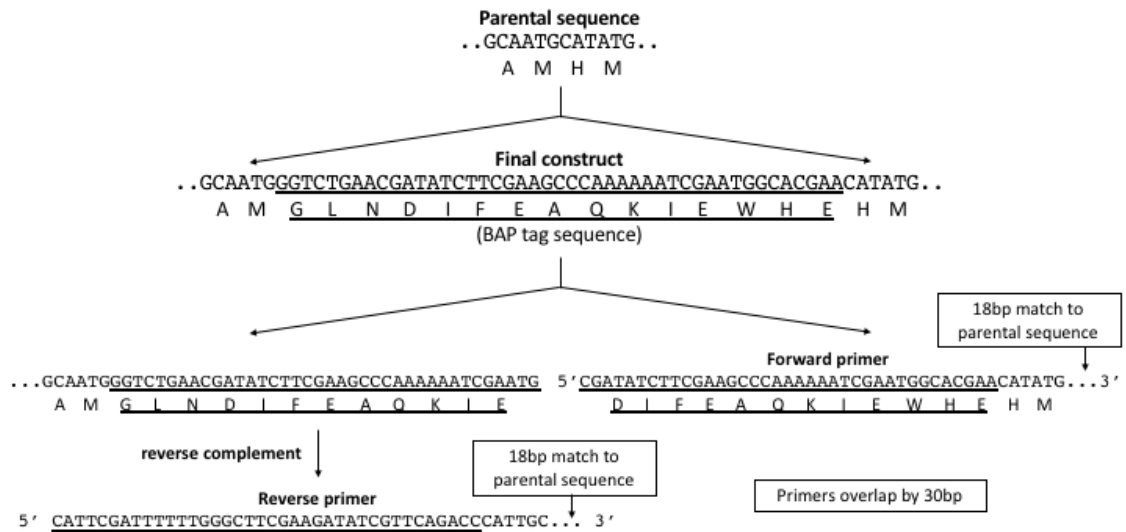 Parental sequence
..GCAATGCATATG..
A M H M
Final construct
..GCAATGGGTCTGAACGATATCTTCGAAGCCCAAAAAATCGAATGGCACGAACATATG..
A M G L N D I F E A Q K I E W H E H M
(BAP tag sequence)
18bp match to
parental sequence
Forward primer
...GCAATGGGTCTGAACGATATCTTCGAAGCCCAAAAAATCGAATG 5’CGATATCTTCGAAGCCCAAAAAATCGAATGGCACGAACATATG...3’
A M G L N D I F E A Q K I E D I F E A Q K I E W H E H M
reverse complement
18bp match to
parental sequence
Reverse primer
Primers overlap by 30bp
5’ CATTCGATTTTTTGGGCTTCGAAGATATCGTTCAGACCCATTGC... 3’